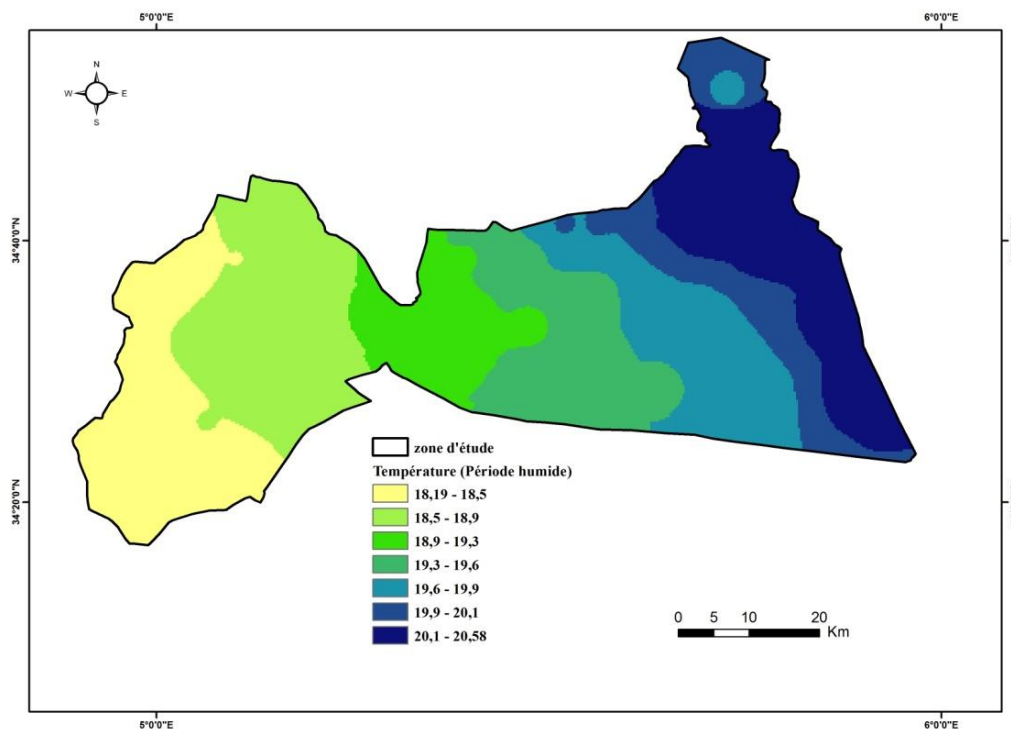 5°0'0"E 6°0'0"E
N
W E
S
34°40'0"N
34°20'0"N
zone d'étude
Température (Période humide)
18,19 - 18,5
18,5 - 18,9
18,9 - 19,3
19,3 - 19,6
19,6 - 19,9
19,9 - 20,1
20,1 - 20,58
0 5 10 20
Km
5°0'0"E 6°0'0"E